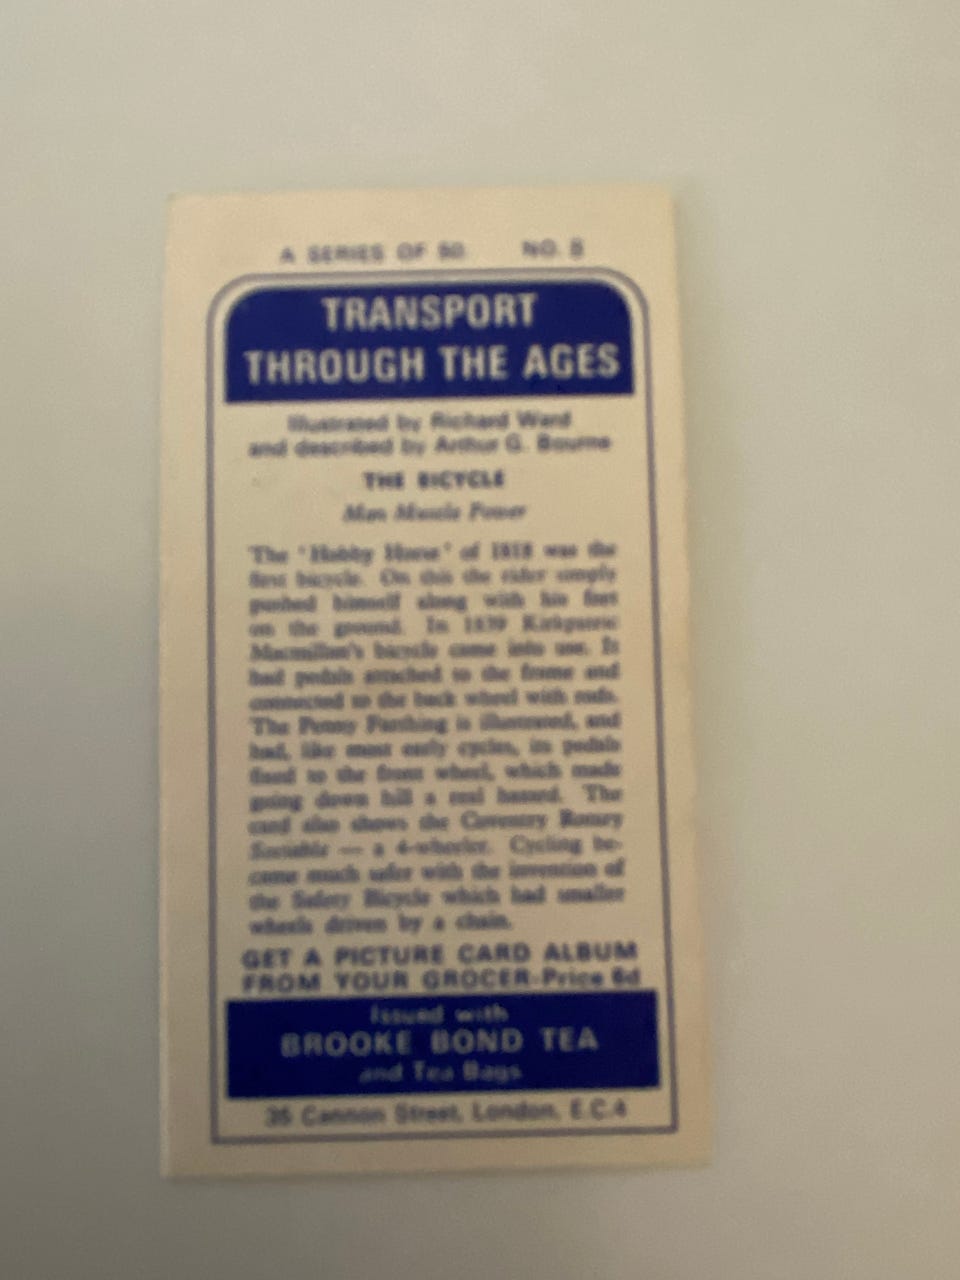 A SERIES OF 50 NO. 8
TRANSPORT
THROUGH THE AGES
Illustrated by Richard Ward
and described by Arthur G. Bourne
THE BICYCLE
Man Muscle Power
The 'Hobby Horse' of 1818 was the
first bicycle. On this the rider simply
pushed himself along with his feet
on the ground. In 1839 Kirkpatric
Macmillan's bicycle came into use. It
had pedals attached to the frame and
connected to the back wheel with rods.
The Penny Farthing is illustrated, and
had, like most early cycles, its pedals
fixed to the front wheel, which made
going down hill a real hazard. The
card also shows the Coventry Rotary
Sociable — a 4-wheeler. Cycling be-
came much safer with the invention of
the Safety Bicycle which had smaller
wheels driven by a chain.
GET A PICTURE CARD ALBUM
FROM YOUR GROCER-Price 6d
Issued with
BROOKE BOND TEA
and Tea Bags
35 Cannon Street, London, E.C.4